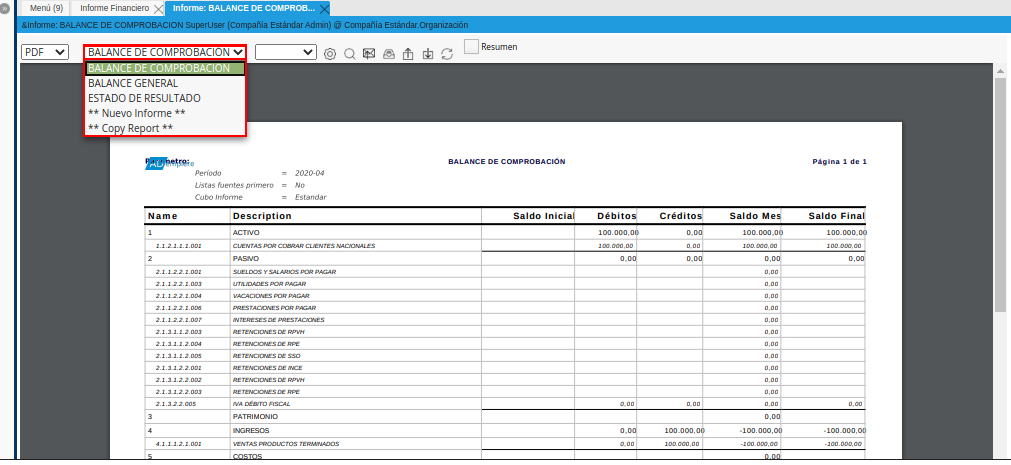 Menú (9) Informe Financiero Informe: BALANCE DE COMPROB...
&Informe: BALANCE DE COMPROBACION SuperUser (Compañía Estándar Admin) @ Compañía Estándar.Organización
PDF BALANCE DE COMPROBACION Resumen
BALANCE DE COMPROBACION
BALANCE GENERAL
ESTADO DE RESULTADO
** Nuevo Informe **
** Copy Report **
Parámetro: BALANCE DE COMPROBACIÓN Página 1 de 1
Período = 2020-04
Listas fuentes primero = No
Cubo Informe = Estandar
Name Description Saldo Inicial Débitos Créditos Saldo Mes Saldo Final
1 ACTIVO 100.000,00 0,00 100.000,00 100.000,00
1.1.2.1.1.1.001 CUENTAS POR COBRAR CLIENTES NACIONALES 100.000,00 0,00 100.000,00 100.000,00
2 PASIVO 0,00 0,00 0,00 0,00
2.1.1.2.2.1.001 SUELDOS Y SALARIOS POR PAGAR 0,00
2.1.1.2.2.1.003 UTILIDADES POR PAGAR 0,00
2.1.1.2.2.1.004 VACACIONES POR PAGAR 0,00
2.1.1.2.2.1.006 PRESTACIONES POR PAGAR 0,00
2.1.1.2.2.1.007 INTERESES DE PRESTACIONES 0,00
2.1.3.1.1.2.003 RETENCIONES DE RPVH 0,00
2.1.3.1.1.2.004 RETENCIONES DE RPE 0,00
2.1.3.1.1.2.005 RETENCIONES DE SSO 0,00
2.1.3.1.2.2.001 RETENCIONES DE INCE 0,00
2.1.3.1.2.2.002 RETENCIONES DE RPVH 0,00
2.1.3.1.2.2.003 RETENCIONES DE RPE 0,00
2.1.3.2.2.005 IVA DÉBITO FISCAL 0,00 0,00 0,00 0,00
3 PATRIMONIO 0,00
4 INGRESOS 0,00 100.000,00 -100.000,00 -100.000,00
4.1.1.1.2.1.001 VENTAS PRODUCTOS TERMINADOS 0,00 100.000,00 -100.000,00 -100.000,00
5 COSTOS 0,00